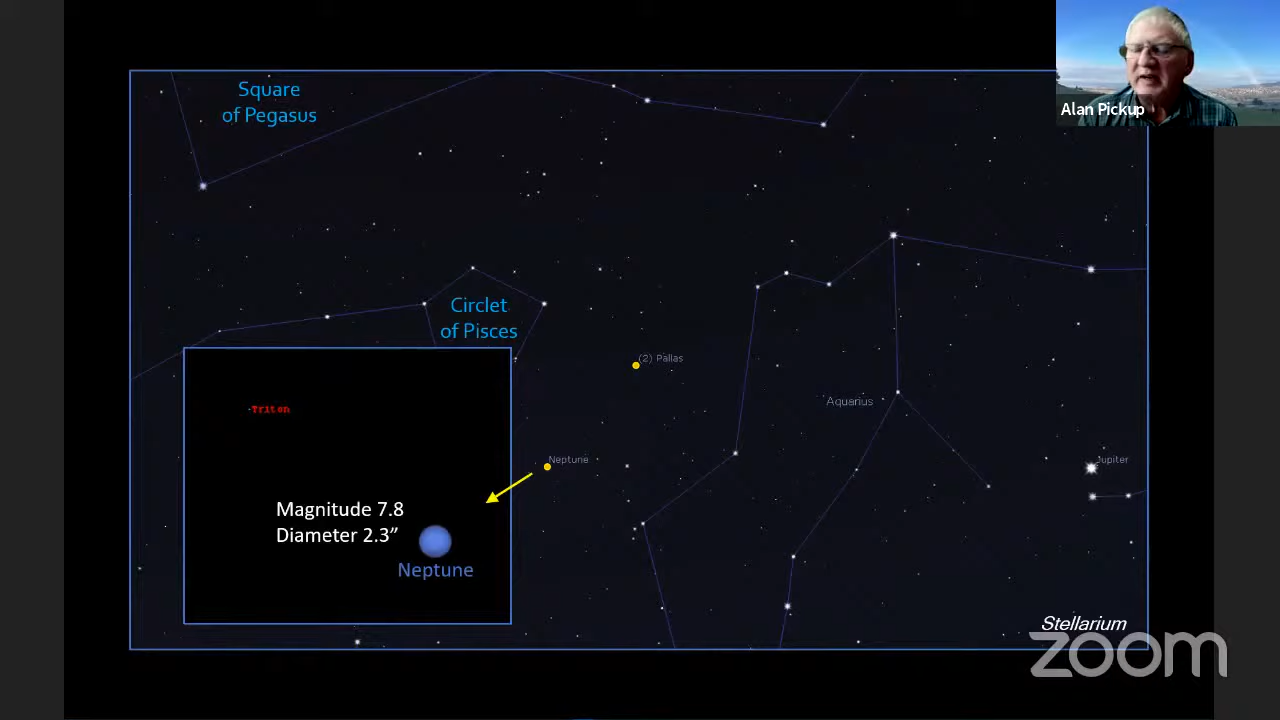 Square
of Pegasus
Alan Pickup
Circlet
of Pisces
(2) Pallas
Triton
Aquarius
Neptune
Jupiter
Magnitude 7.8
Diameter 2.3”
Neptune
Stellarium
zoom